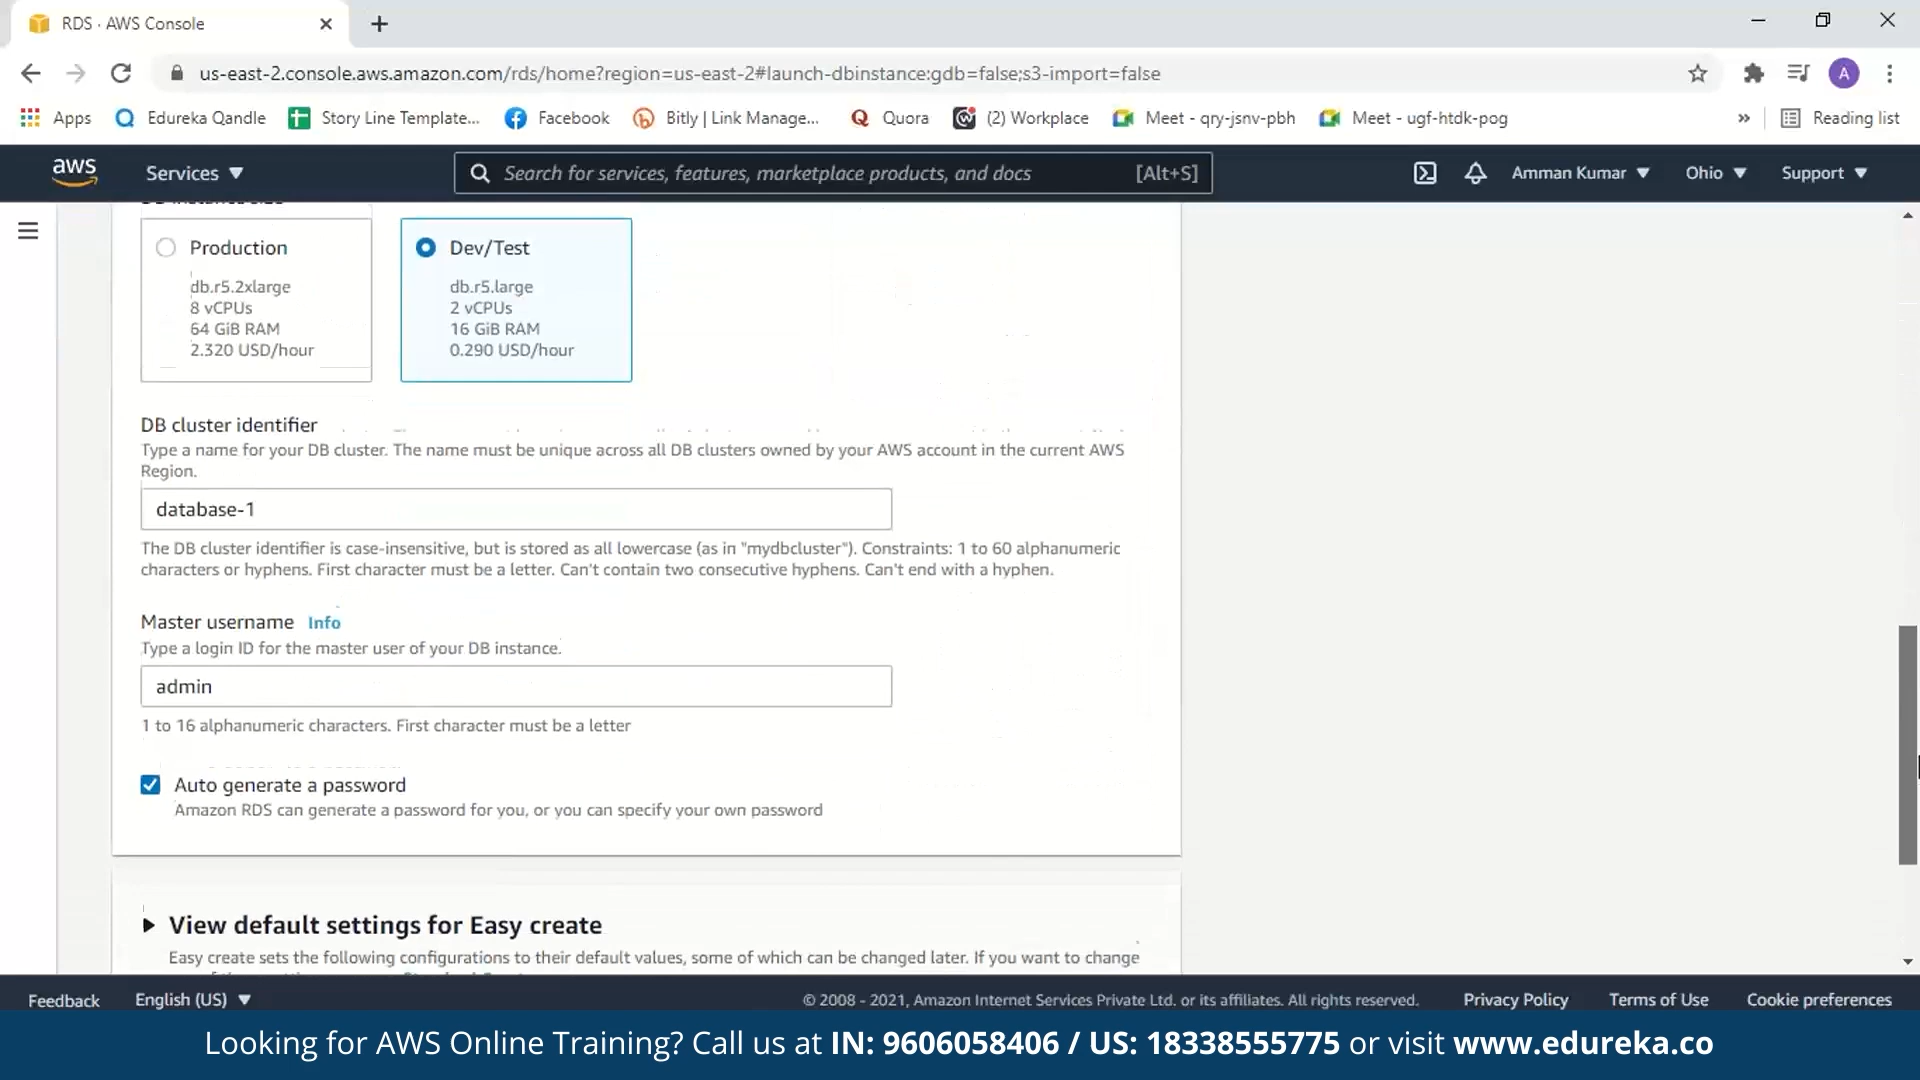 RDS · AWS Console
us-east-2.console.aws.amazon.com/rds/home?region=us-east-2#launch-dbinstance:gdb=false;s3-import=false
A
Apps
Edureka Qandle
Story Line Template...
Facebook
Bitly | Link Manage...
Quora
(2) Workplace
Meet - qry-jsnv-pbh
Meet - ugf-htdk-pog
»
Reading list
aws
Services
Search for services, features, marketplace products, and docs
[Alt+S]
Amman Kumar
Ohio
Support
Production
db.r5.2xlarge
8 vCPUs
64 GiB RAM
2.320 USD/hour
Dev/Test
db.r5.large
2 vCPUs
16 GiB RAM
0.290 USD/hour
DB cluster identifier
Type a name for your DB cluster. The name must be unique across all DB clusters owned by your AWS account in the current AWS
Region.
database-1
The DB cluster identifier is case-insensitive, but is stored as all lowercase (as in "mydbcluster"). Constraints: 1 to 60 alphanumeric
characters or hyphens. First character must be a letter. Can't contain two consecutive hyphens. Can't end with a hyphen.
Master username Info
Type a login ID for the master user of your DB instance.
admin
1 to 16 alphanumeric characters. First character must be a letter
Auto generate a password
Amazon RDS can generate a password for you, or you can specify your own password
View default settings for Easy create
Easy create sets the following configurations to their default values, some of which can be changed later. If you want to change
Feedback
English (US)
© 2008 - 2021, Amazon Internet Services Private Ltd. or its affiliates. All rights reserved.
Privacy Policy
Terms of Use
Cookie preferences
Looking for AWS Online Training? Call us at IN: 9606058406 / US: 18338555775 or visit www.edureka.co